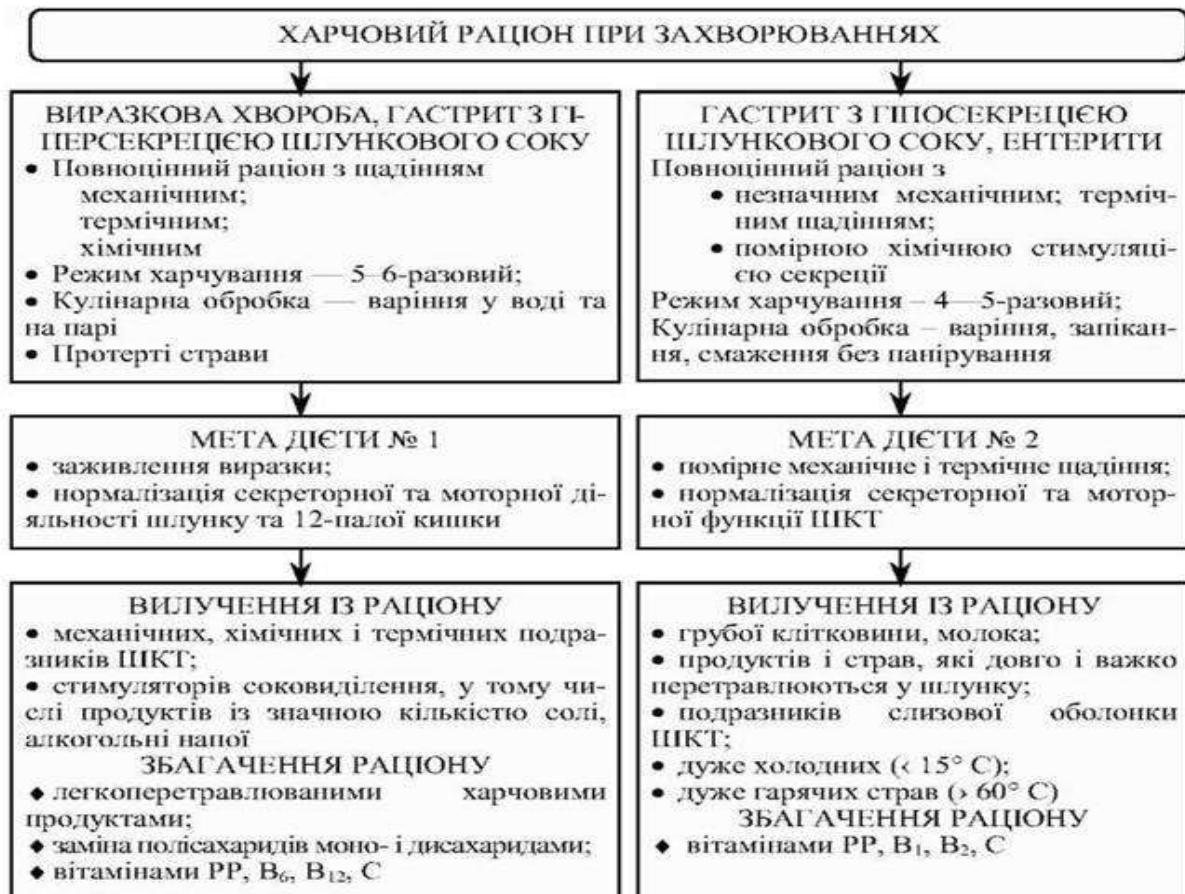 ХАРЧОВИЙ РАЦІОН ПРИ ЗАХВОРЮВАННЯХ
ВИРАЗКОВА ХВОРОБА, ГАСТРИТ З ГІ-
ПЕРСЕКРЕЦІЄЮ ШЛУНКОВОГО СОКУ
• Повноцінний раціон з щадінням
механічним;
термічним;
хімічним
• Режим харчування — 5–6-разовий;
• Кулінарна обробка — варіння у воді та
на парі
• Протерті страви
МЕТА ДІЄТИ № 1
• заживлення виразки;
• нормалізація секреторної та моторної ді-
яльності шлунку та 12-палої кишки
ВИЛУЧЕННЯ ІЗ РАЦІОНУ
• механічних, хімічних і термічних подра-
зників ШКТ;
• стимуляторів соковиділення, у тому чи-
слі продуктів із значною кількістю солі,
алкогольні напої
ЗБАГАЧЕННЯ РАЦІОНУ
◆ легкоперетравлюваними харчовими
продуктами;
◆ заміна полісахаридів моно- і дисахаридами;
◆ вітамінами РР, В₆, В₁₂, С
ГАСТРИТ З ГІПОСЕКРЕЦІЄЮ
ШЛУНКОВОГО СОКУ, ЕНТЕРИТИ
Повноцінний раціон з
• незначним механічним; терміч-
ним щадінням;
• помірною хімічною стимуляці-
єю секреції
Режим харчування – 4 — 5-разовий;
Кулінарна обробка – варіння, запікан-
ня, смаження без панірування
МЕТА ДІЄТИ № 2
• помірне механічне і термічне щадіння;
• нормалізація секреторної та мотор-
ної функції ШКТ
ВИЛУЧЕННЯ ІЗ РАЦІОНУ
• грубої клітковини, молока;
• продуктів і страв, які довго і важко
перетравлюються у шлунку;
• подразників слизової оболонки
ШКТ;
• дуже холодних (‹ 15° С);
• дуже гарячих страв (› 60° С)
ЗБАГАЧЕННЯ РАЦІОНУ
◆ вітамінами РР, В₁, В₂, С